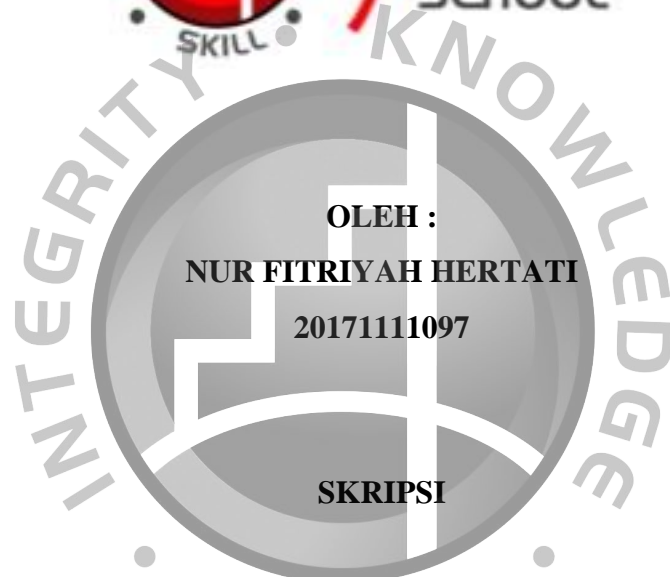 SKILL
School
INTEGRITY • KNOWLEDGE
OLEH :
NUR FITRIYAH HERTATI
20171111097
SKRIPSI